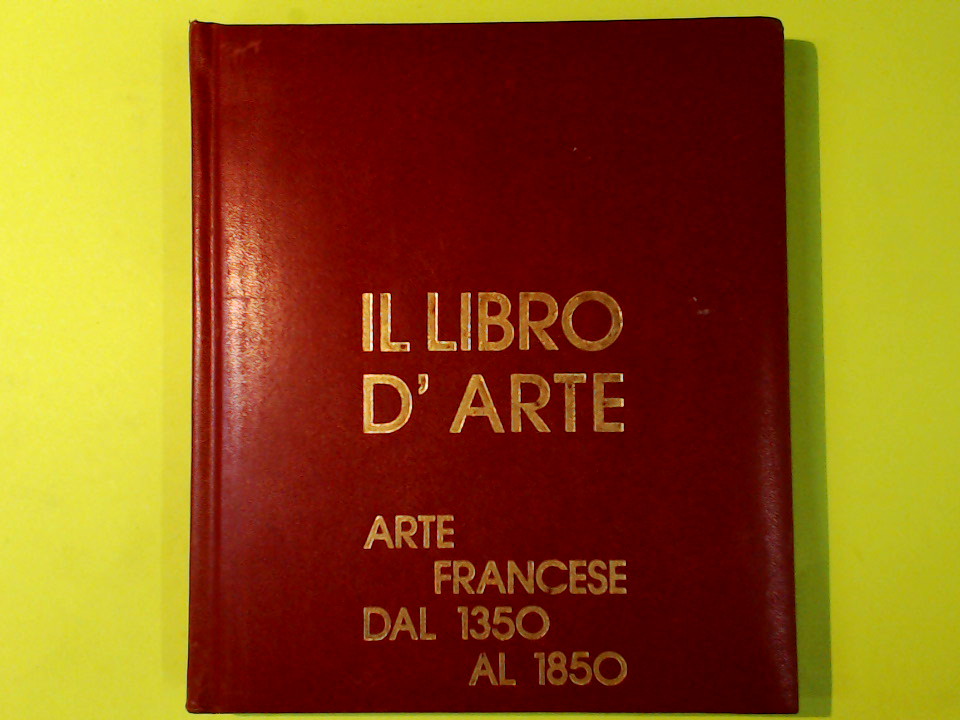 IL LIBRO
D' ARTE
ARTE
FRANCESE
DAL 1350
AL 1850